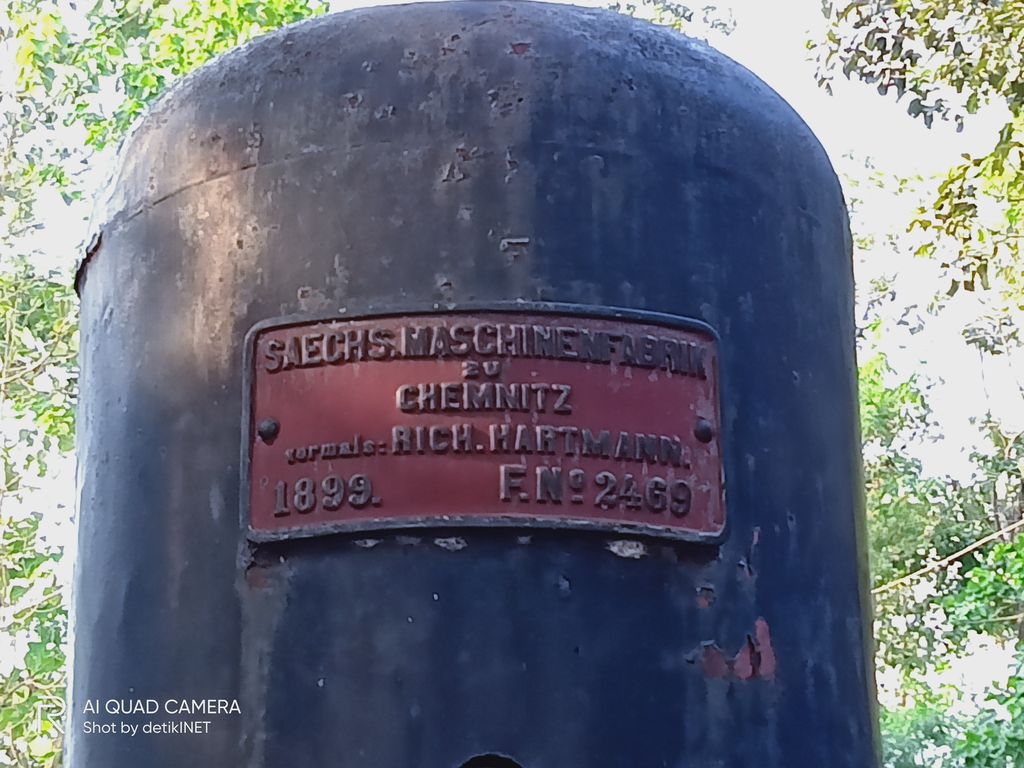 SAECHS. MASCHINENFABRIK
ZU
CHEMNITZ
vormals: RICH. HARTMANN.
1899. F. Nº 2469
AI QUAD CAMERA
Shot by detikINET